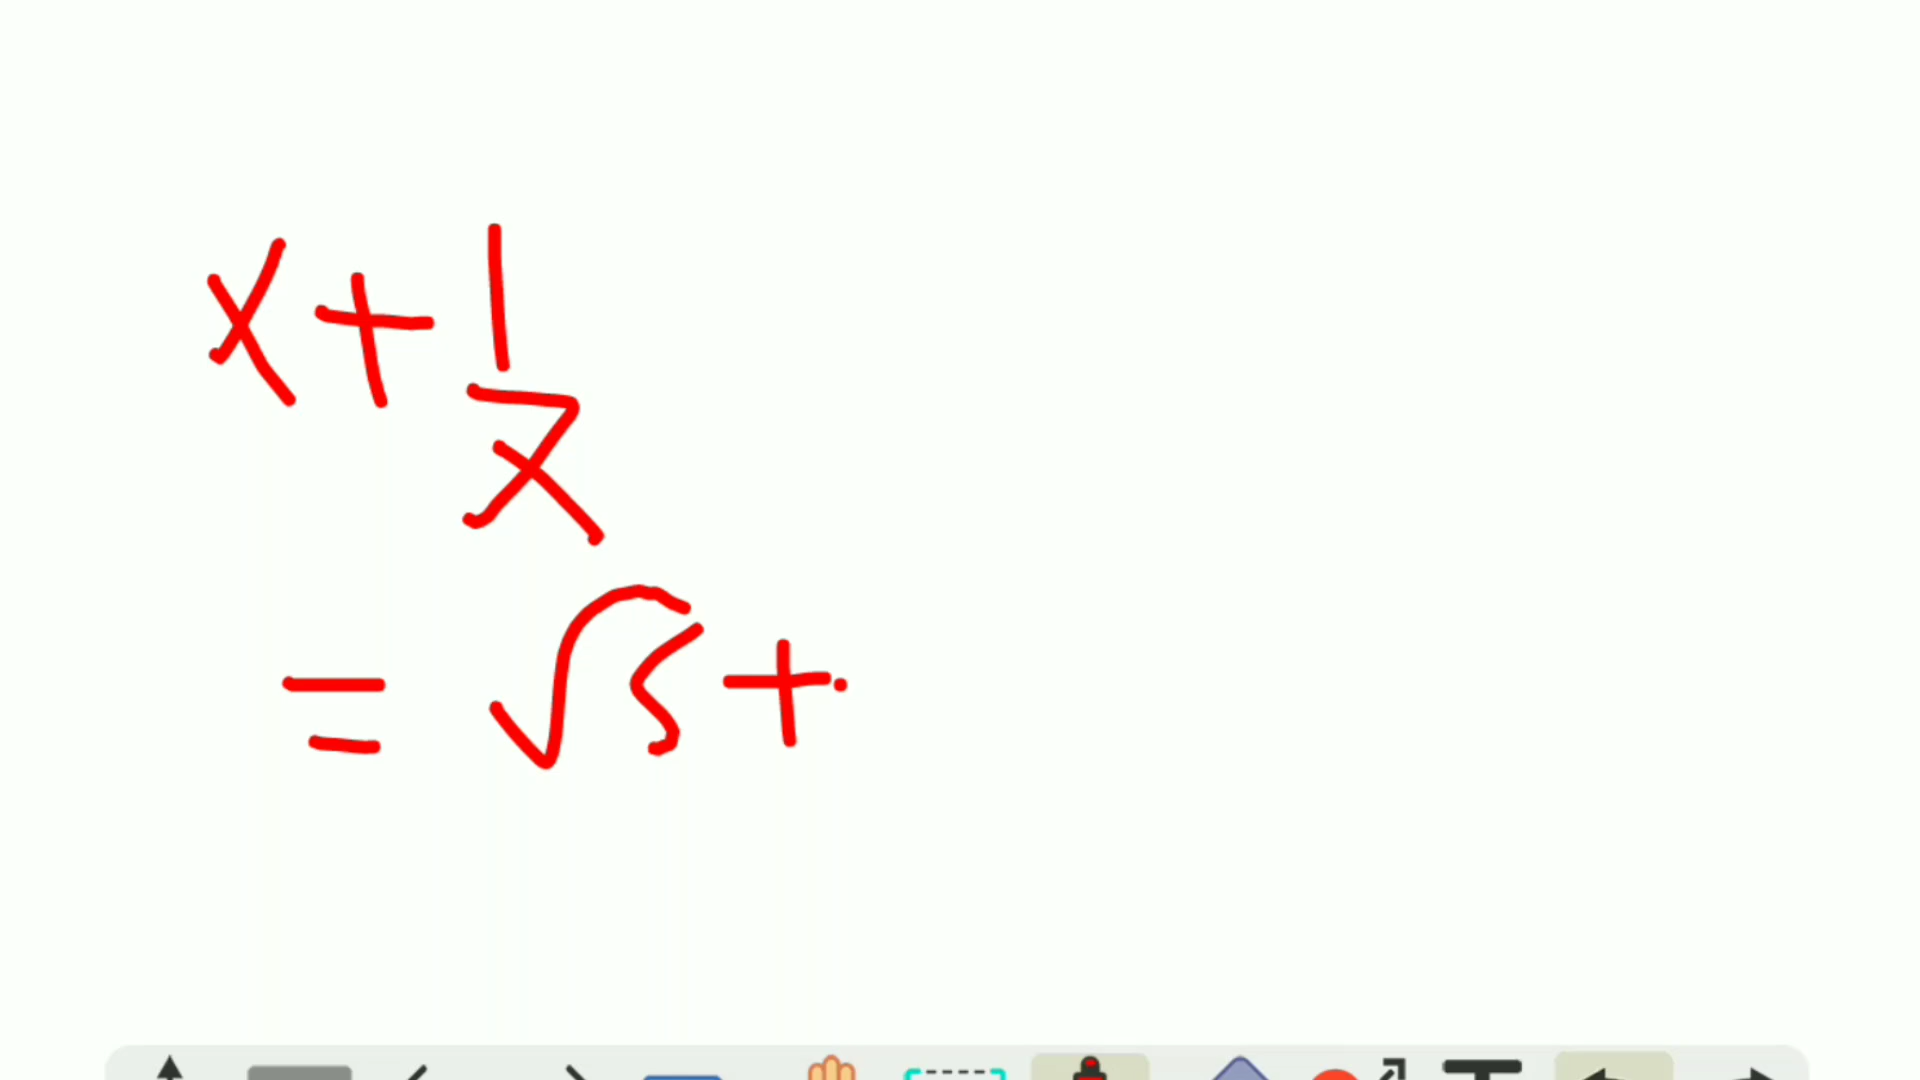 x + 1/x
= √5 +